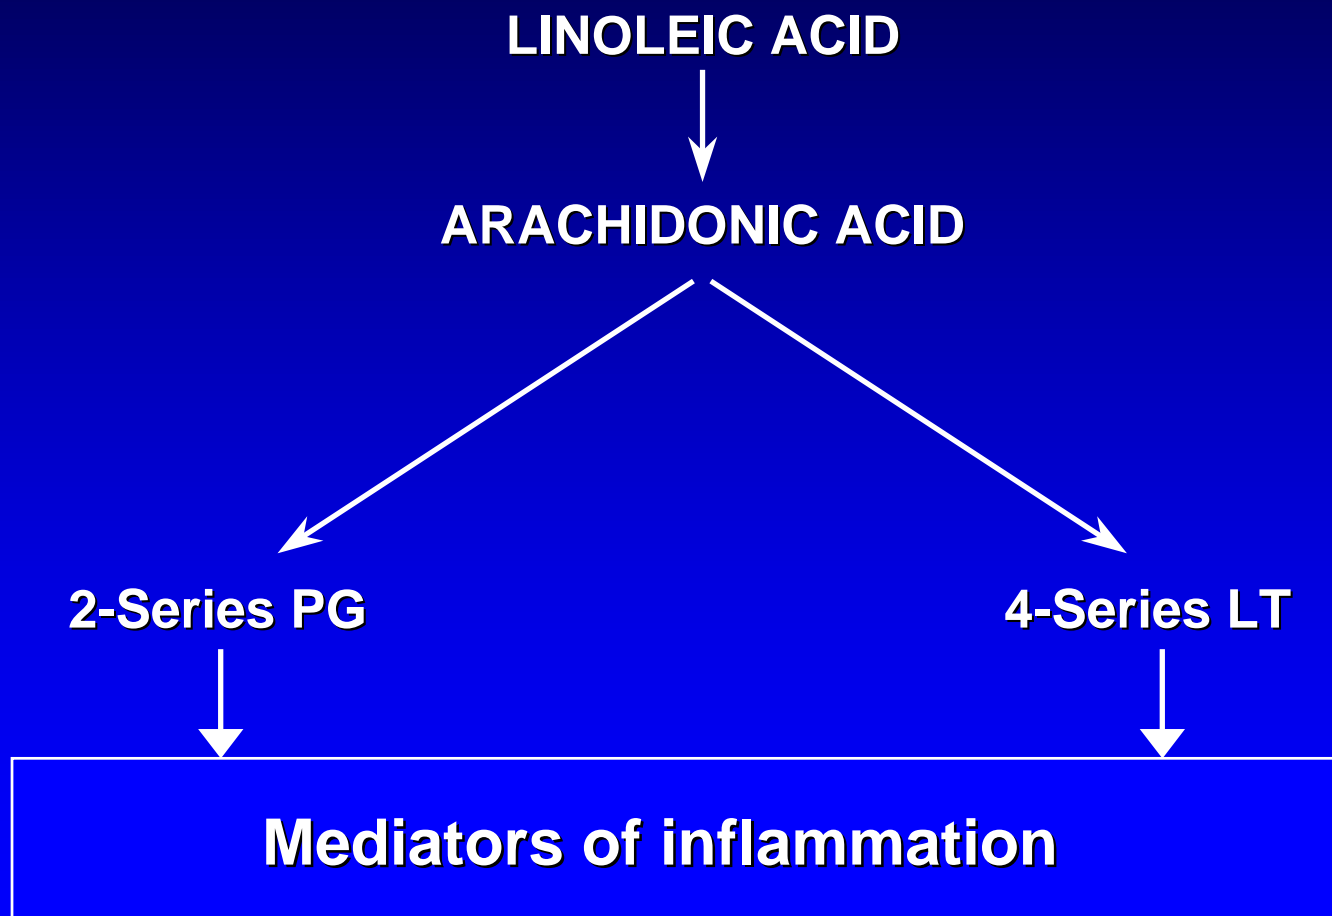 LINOLEIC ACID
ARACHIDONIC ACID
2-Series PG
4-Series LT
Mediators of inflammation